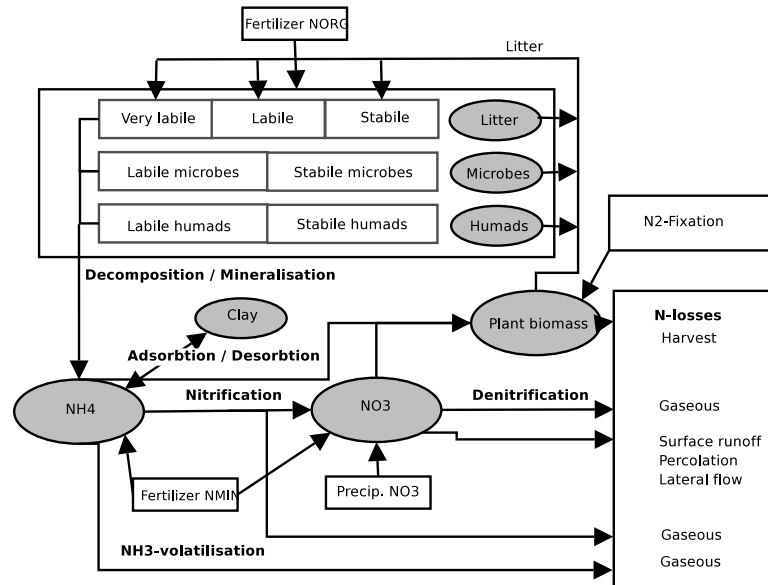 Fertilizer NORG
Litter
Very labile
Labile
Stabile
Litter
Labile microbes
Stabile microbes
Microbes
Labile humads
Stabile humads
Humads
N2-Fixation
Decomposition / Mineralisation
Clay
Plant biomass
N-losses
Harvest
Adsorbtion / Desorbtion
Nitrification
Denitrification
NH4
NO3
Gaseous
Surface runoff
Percolation
Lateral flow
Fertilizer NMIN
Precip. NO3
Gaseous
NH3-volatilisation
Gaseous